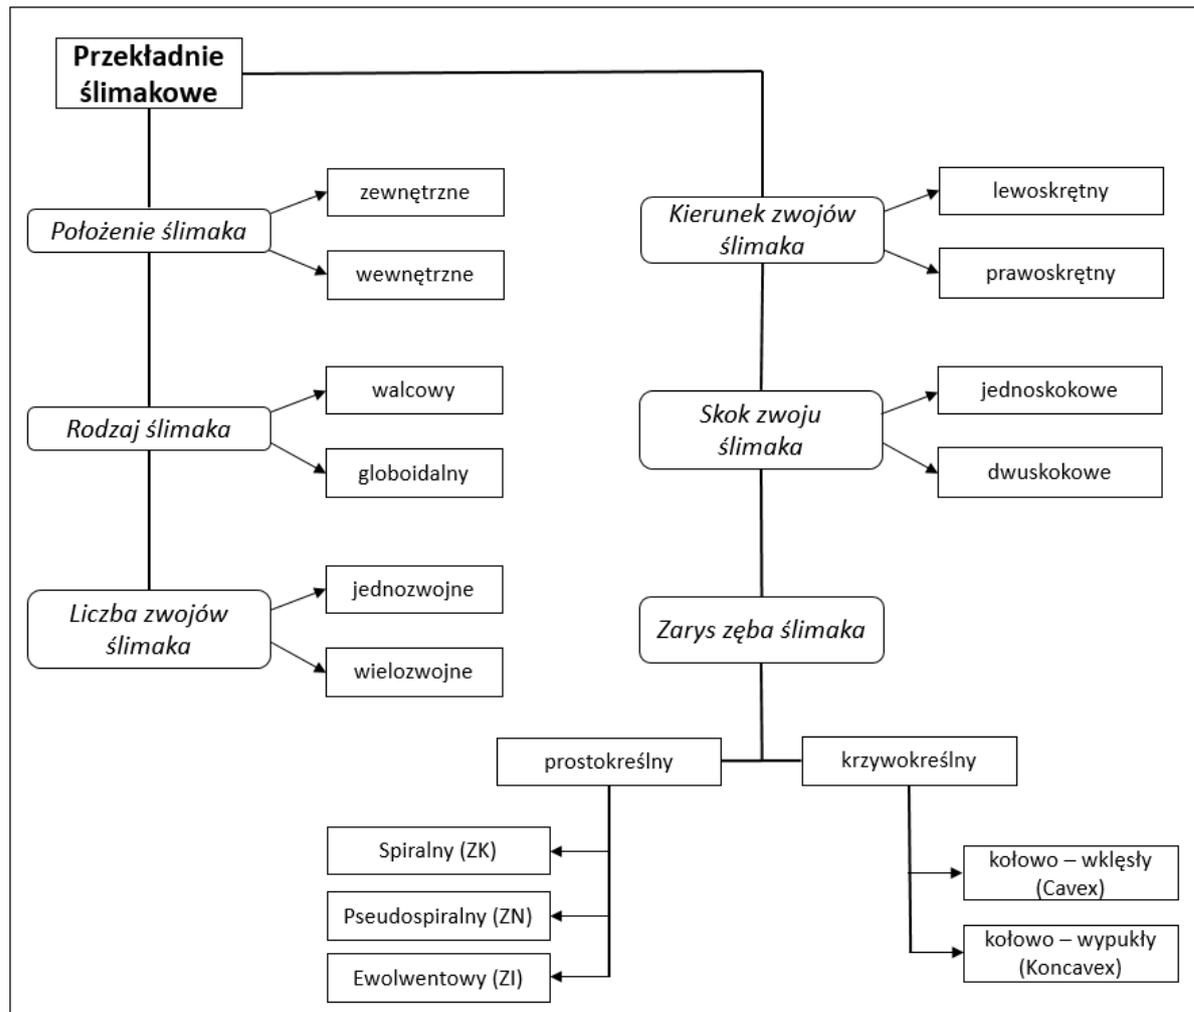 Przekładnie
ślimakowe
Położenie ślimaka
zewnętrzne
wewnętrzne
Rodzaj ślimaka
walcowy
globoidalny
Liczba zwojów
ślimaka
jednozwojne
wielozwojne
Kierunek zwojów
ślimaka
lewoskrętny
prawoskrętny
Skok zwoju
ślimaka
jednoskokowe
dwuskokowe
Zarys zęba ślimaka
prostokreślny
Spiralny (ZK)
Pseudospiralny (ZN)
Ewolwentowy (ZI)
krzywokreślny
kołowo – wklęsły
(Cavex)
kołowo – wypukły
(Koncavex)